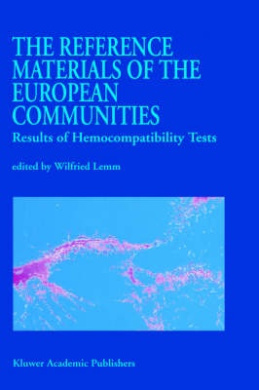 THE REFERENCE
MATERIALS OF THE
EUROPEAN
COMMUNITIES
Results of Hemocompatibility Tests
edited by Wilfried Lemm
Kluwer Academic Publishers